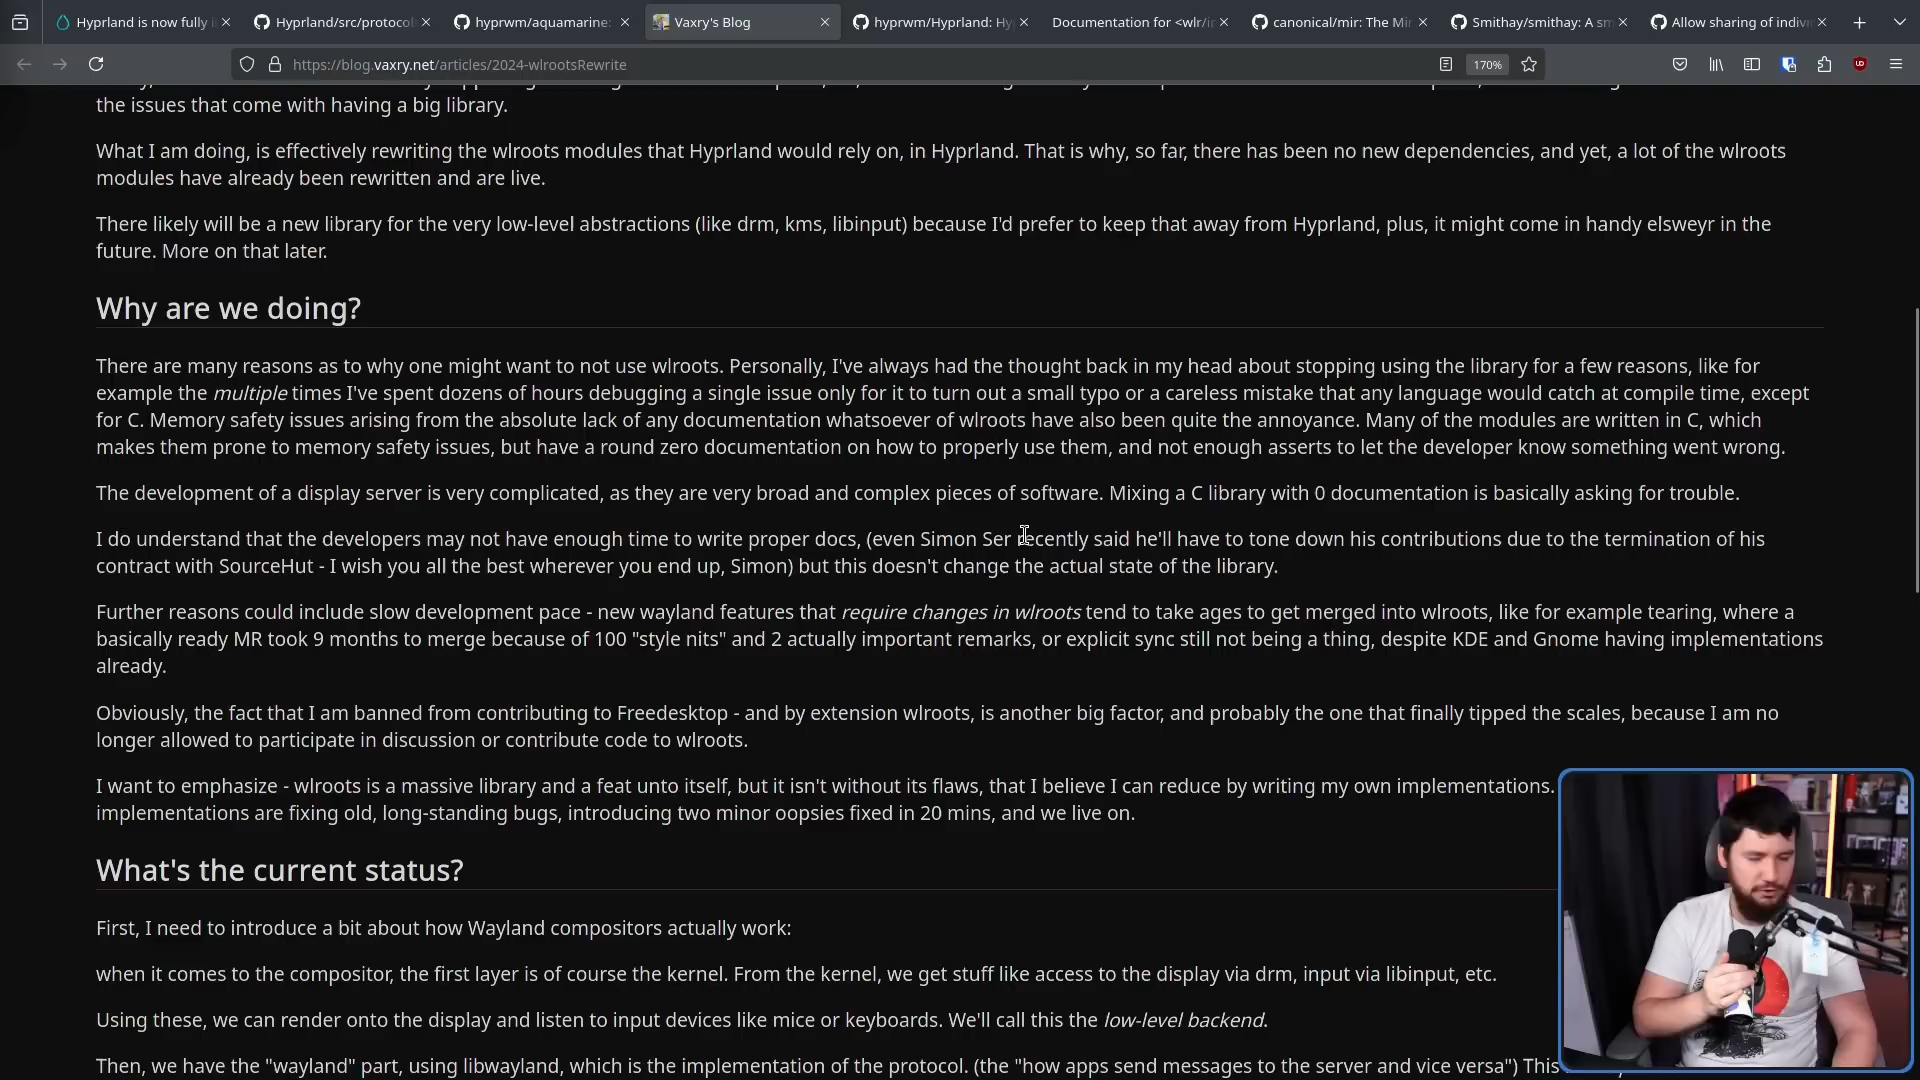 Hyprland is now fully i
Hyprland/src/protocol
hyprwm/aquamarine:
Vaxry's Blog
hyprwm/Hyprland: Hy
Documentation for <wlr/i
canonical/mir: The Mir
Smithay/smithay: A sm
Allow sharing of indivi
https://blog.vaxry.net/articles/2024-wlrootsRewrite
170%
the issues that come with having a big library.
What I am doing, is effectively rewriting the wlroots modules that Hyprland would rely on, in Hyprland. That is why, so far, there has been no new dependencies, and yet, a lot of the wlroots
modules have already been rewritten and are live.
There likely will be a new library for the very low-level abstractions (like drm, kms, libinput) because I'd prefer to keep that away from Hyprland, plus, it might come in handy elsweyr in the
future. More on that later.
Why are we doing?
There are many reasons as to why one might want to not use wlroots. Personally, I've always had the thought back in my head about stopping using the library for a few reasons, like for
example the multiple times I've spent dozens of hours debugging a single issue only for it to turn out a small typo or a careless mistake that any language would catch at compile time, except
for C. Memory safety issues arising from the absolute lack of any documentation whatsoever of wlroots have also been quite the annoyance. Many of the modules are written in C, which
makes them prone to memory safety issues, but have a round zero documentation on how to properly use them, and not enough asserts to let the developer know something went wrong.
The development of a display server is very complicated, as they are very broad and complex pieces of software. Mixing a C library with 0 documentation is basically asking for trouble.
I do understand that the developers may not have enough time to write proper docs, (even Simon Ser recently said he'll have to tone down his contributions due to the termination of his
contract with SourceHut - I wish you all the best wherever you end up, Simon) but this doesn't change the actual state of the library.
Further reasons could include slow development pace - new wayland features that require changes in wlroots tend to take ages to get merged into wlroots, like for example tearing, where a
basically ready MR took 9 months to merge because of 100 "style nits" and 2 actually important remarks, or explicit sync still not being a thing, despite KDE and Gnome having implementations
already.
Obviously, the fact that I am banned from contributing to Freedesktop - and by extension wlroots, is another big factor, and probably the one that finally tipped the scales, because I am no
longer allowed to participate in discussion or contribute code to wlroots.
I want to emphasize - wlroots is a massive library and a feat unto itself, but it isn't without its flaws, that I believe I can reduce by writing my own implementations.
implementations are fixing old, long-standing bugs, introducing two minor oopsies fixed in 20 mins, and we live on.
What's the current status?
First, I need to introduce a bit about how Wayland compositors actually work:
when it comes to the compositor, the first layer is of course the kernel. From the kernel, we get stuff like access to the display via drm, input via libinput, etc.
Using these, we can render onto the display and listen to input devices like mice or keyboards. We'll call this the low-level backend.
Then, we have the "wayland" part, using libwayland, which is the implementation of the protocol. (the "how apps send messages to the server and vice versa") This